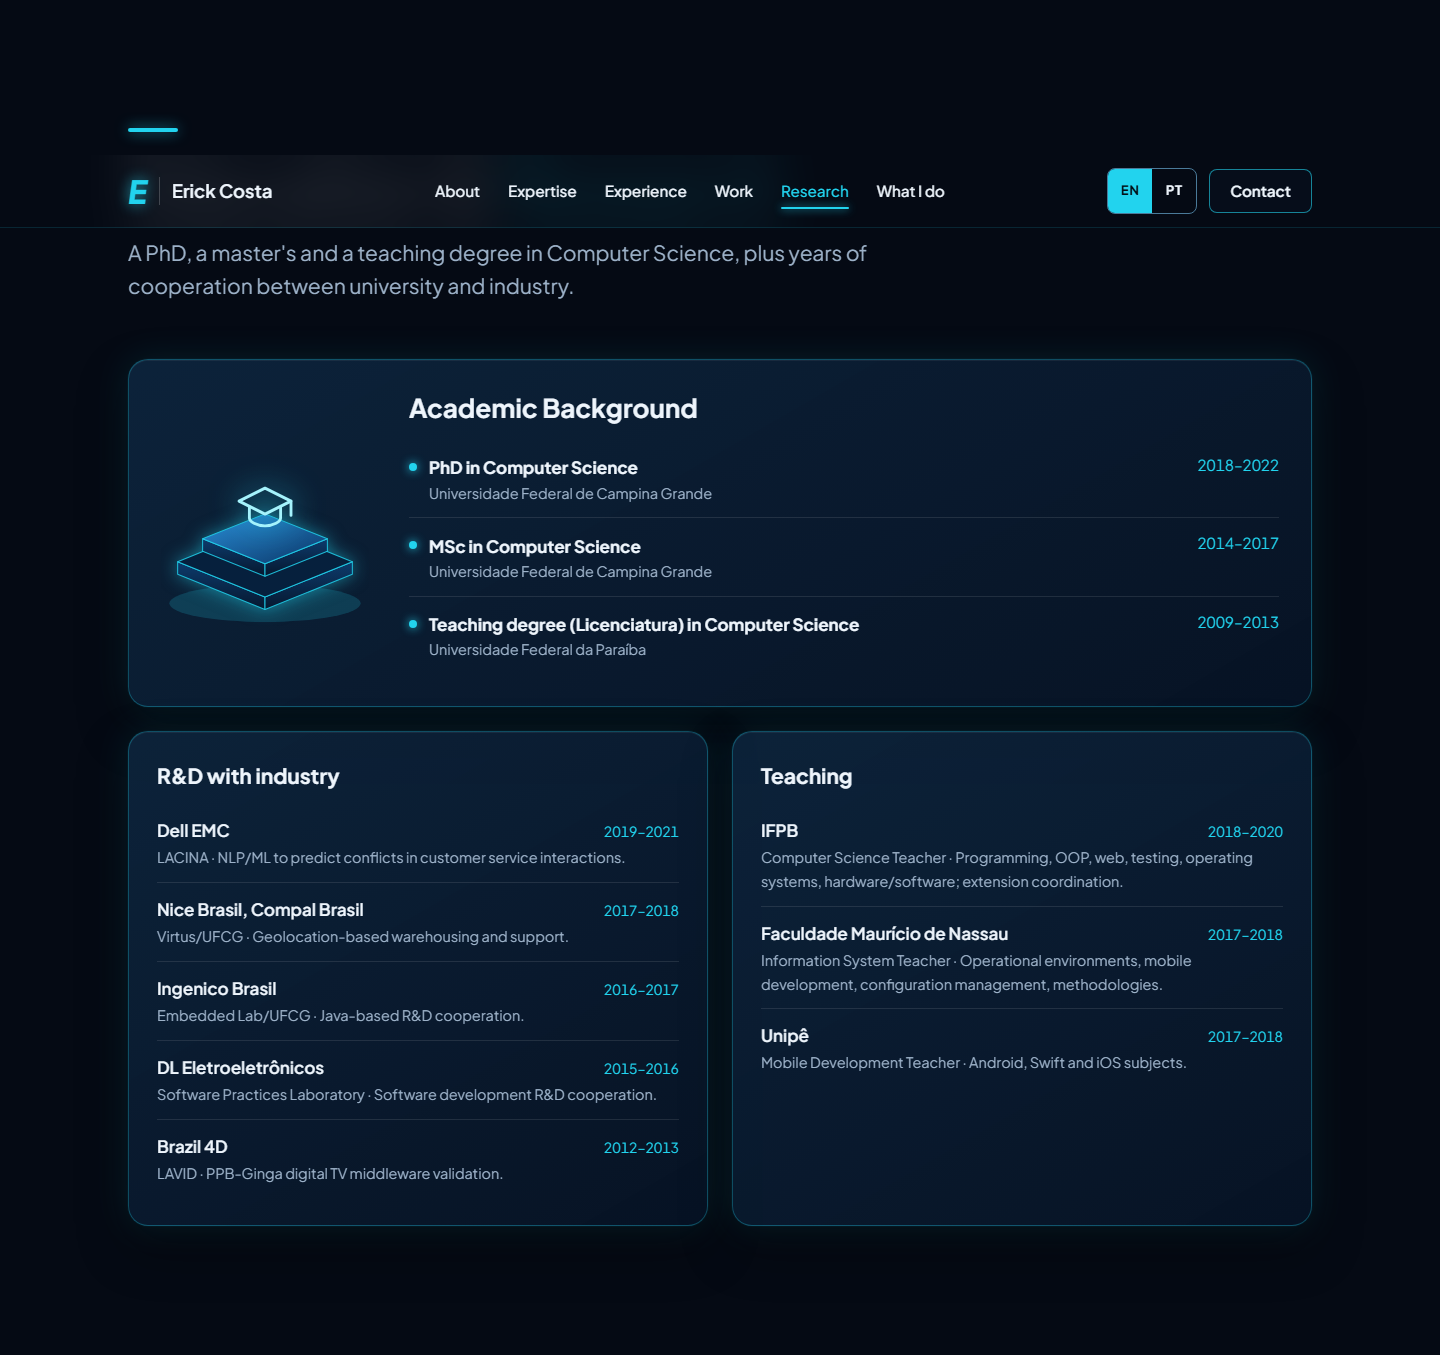 E
Erick Costa
About
Expertise
Experience
Work
Research
What I do
EN
PT
Contact
A PhD, a master's and a teaching degree in Computer Science, plus years of
cooperation between university and industry.
Academic Background
PhD in Computer Science
2018–2022
Universidade Federal de Campina Grande
MSc in Computer Science
2014–2017
Universidade Federal de Campina Grande
Teaching degree (Licenciatura) in Computer Science
2009–2013
Universidade Federal da Paraíba
R&D with industry
Dell EMC
2019–2021
LACINA · NLP/ML to predict conflicts in customer service interactions.
Nice Brasil, Compal Brasil
2017–2018
Virtus/UFCG · Geolocation-based warehousing and support.
Ingenico Brasil
2016–2017
Embedded Lab/UFCG · Java-based R&D cooperation.
DL Eletroeletrônicos
2015–2016
Software Practices Laboratory · Software development R&D cooperation.
Brazil 4D
2012–2013
LAVID · PPB-Ginga digital TV middleware validation.
Teaching
IFPB
2018–2020
Computer Science Teacher · Programming, OOP, web, testing, operating
systems, hardware/software; extension coordination.
Faculdade Maurício de Nassau
2017–2018
Information System Teacher · Operational environments, mobile
development, configuration management, methodologies.
Unipê
2017–2018
Mobile Development Teacher · Android, Swift and iOS subjects.